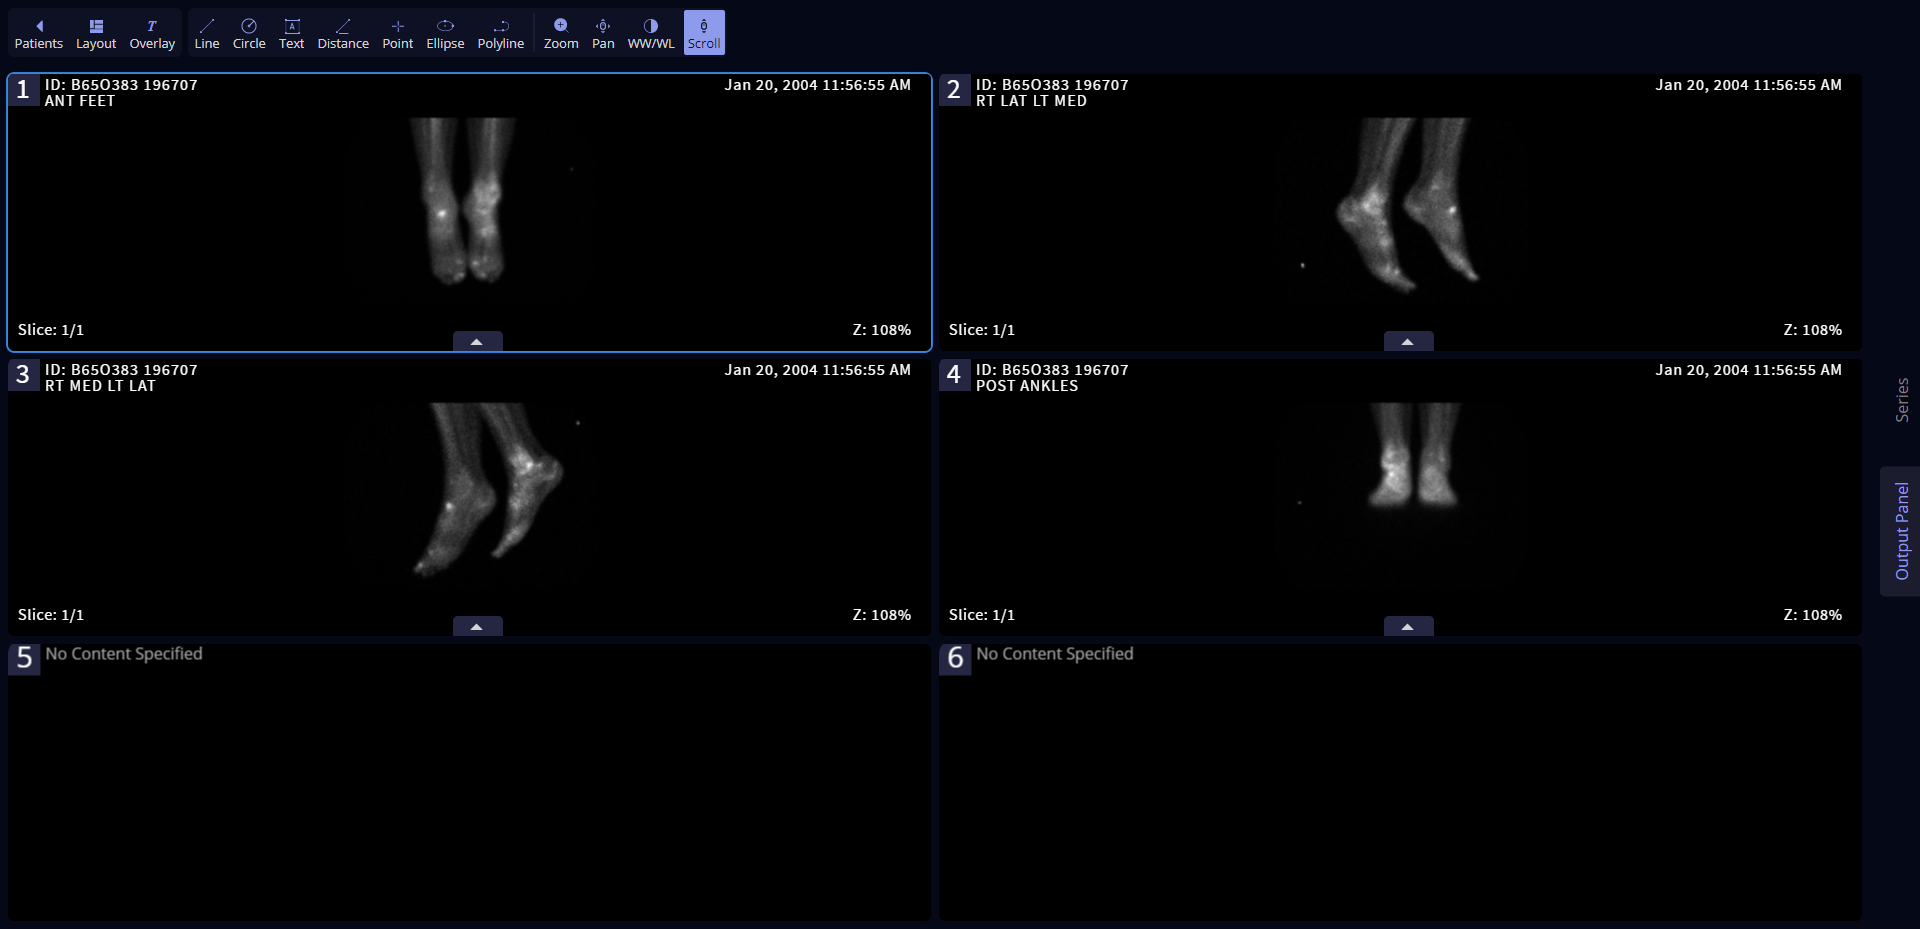 Patients Layout Overlay Line Circle Text Distance Point Ellipse Polyline Zoom Pan WW/WL Scroll
1 ID: B65O383 196707 Jan 20, 2004 11:56:55 AM
ANT FEET
Slice: 1/1 Z: 108%
2 ID: B65O383 196707 Jan 20, 2004 11:56:55 AM
RT LAT LT MED
Slice: 1/1 Z: 108%
3 ID: B65O383 196707 Jan 20, 2004 11:56:55 AM
RT MED LT LAT
Slice: 1/1 Z: 108%
4 ID: B65O383 196707 Jan 20, 2004 11:56:55 AM
POST ANKLES
Slice: 1/1 Z: 108%
5 No Content Specified
6 No Content Specified
Series
Output Panel